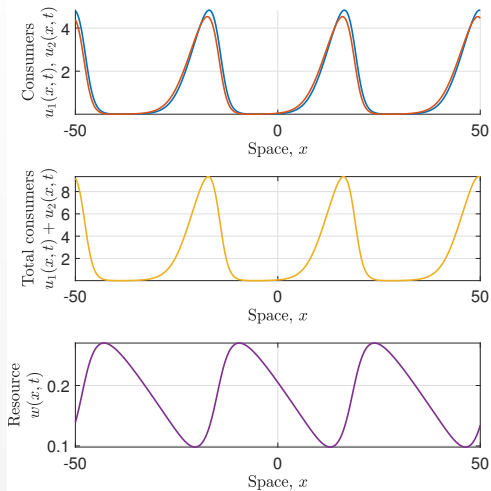 Consumers
u₁(x, t), u₂(x, t)
4
2
-50
0
50
Space, x
Total consumers
u₁(x, t) + u₂(x, t)
8
6
4
2
-50
0
50
Space, x
Resource
w(x, t)
0.2
0.1
-50
0
50
Space, x